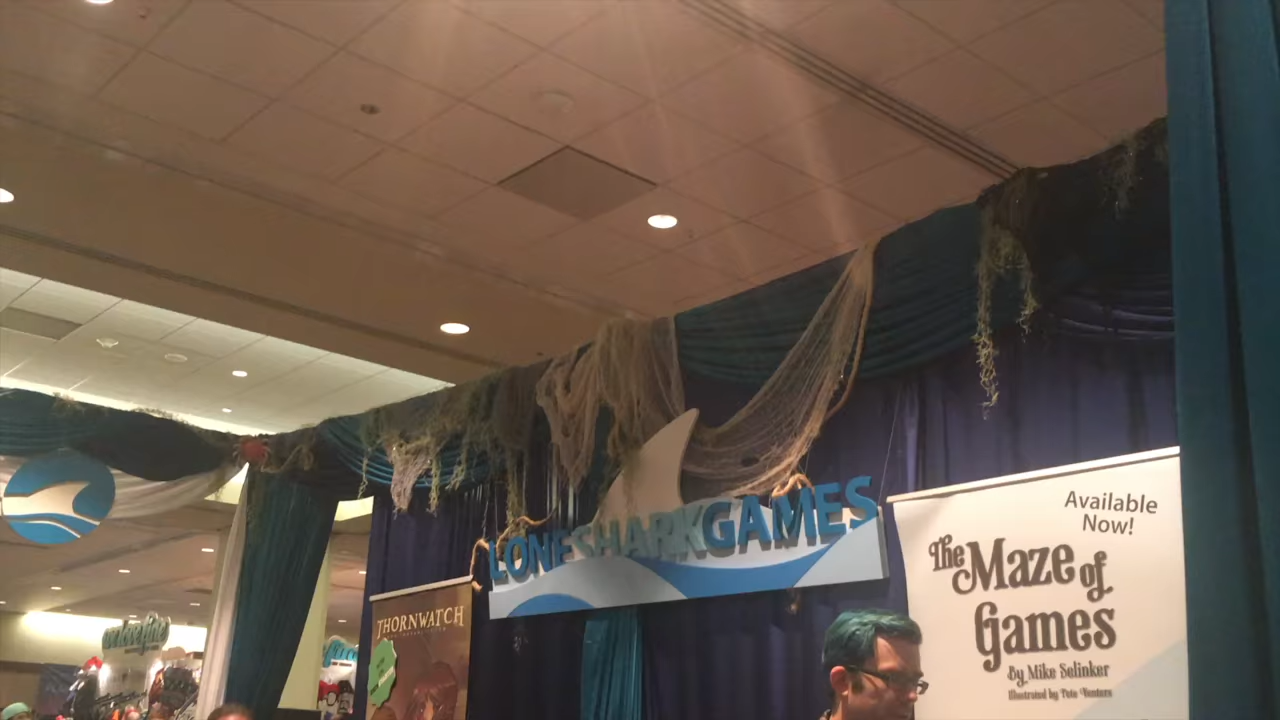 LONESHARKGAMES
THORNWATCH
Available
Now!
The Maze of
Games
By Mike Selinker
Illustrated by Pete Venters